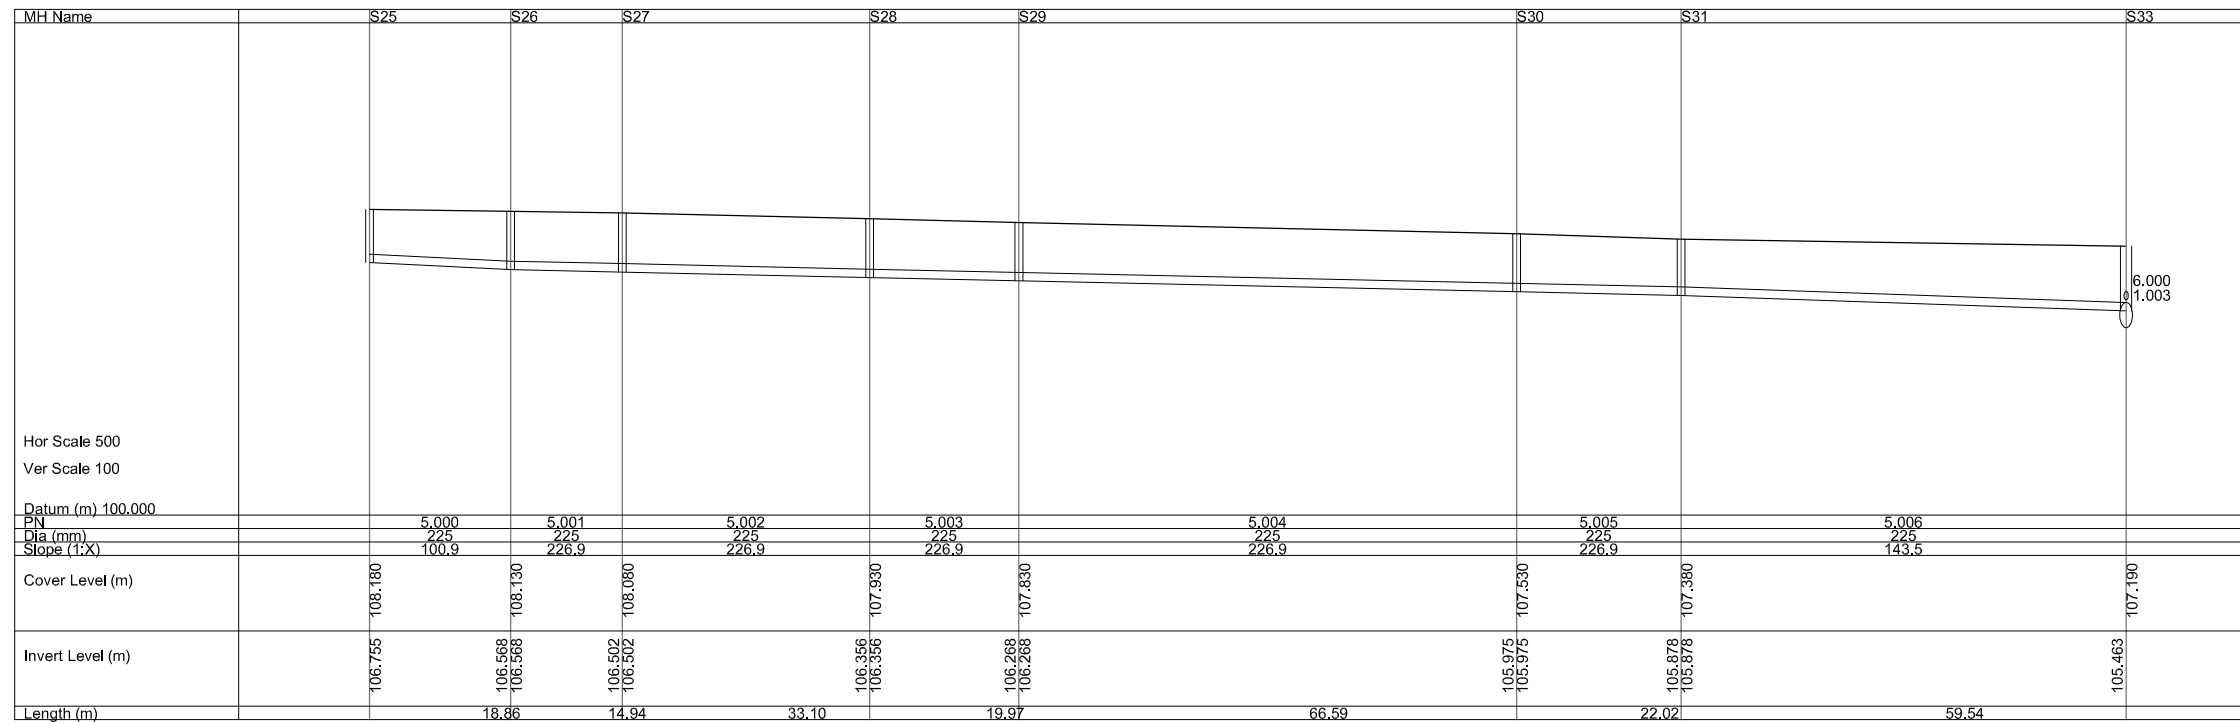 MH Name S25 S26 S27 S28 S29 S30 S31 S33
6.000
1.003
Hor Scale 500
Ver Scale 100
Datum (m) 100.000
PN 5.000 5.001 5.002 5.003 5.004 5.005 5.006
Dia (mm) 225 225 225 225 225 225 225
Slope (1:X) 100.9 226.9 226.9 226.9 226.9 226.9 143.5
Cover Level (m) 108.180 108.130 108.080 107.930 107.830 107.530 107.380 107.190
Invert Level (m) 106.755 106.568 106.568 106.502 106.502 106.356 106.356 106.268 106.268 105.975 105.975 105.878 105.878 105.463
Length (m) 18.86 14.94 33.10 19.97 66.59 22.02 59.54